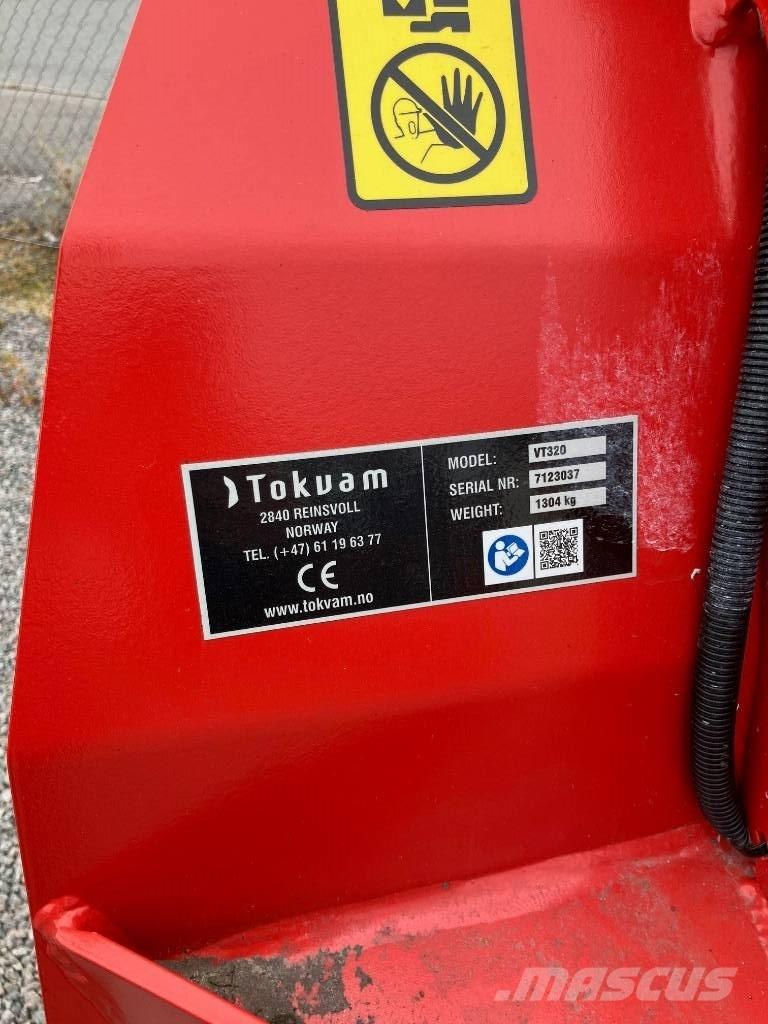 Tokvam
2840 REINSVOLL
NORWAY
TEL. (+47) 61 19 63 77
CE
www.tokvam.no
MODEL: VT320
SERIAL NR: 7123037
WEIGHT: 1304 kg
MASCUS